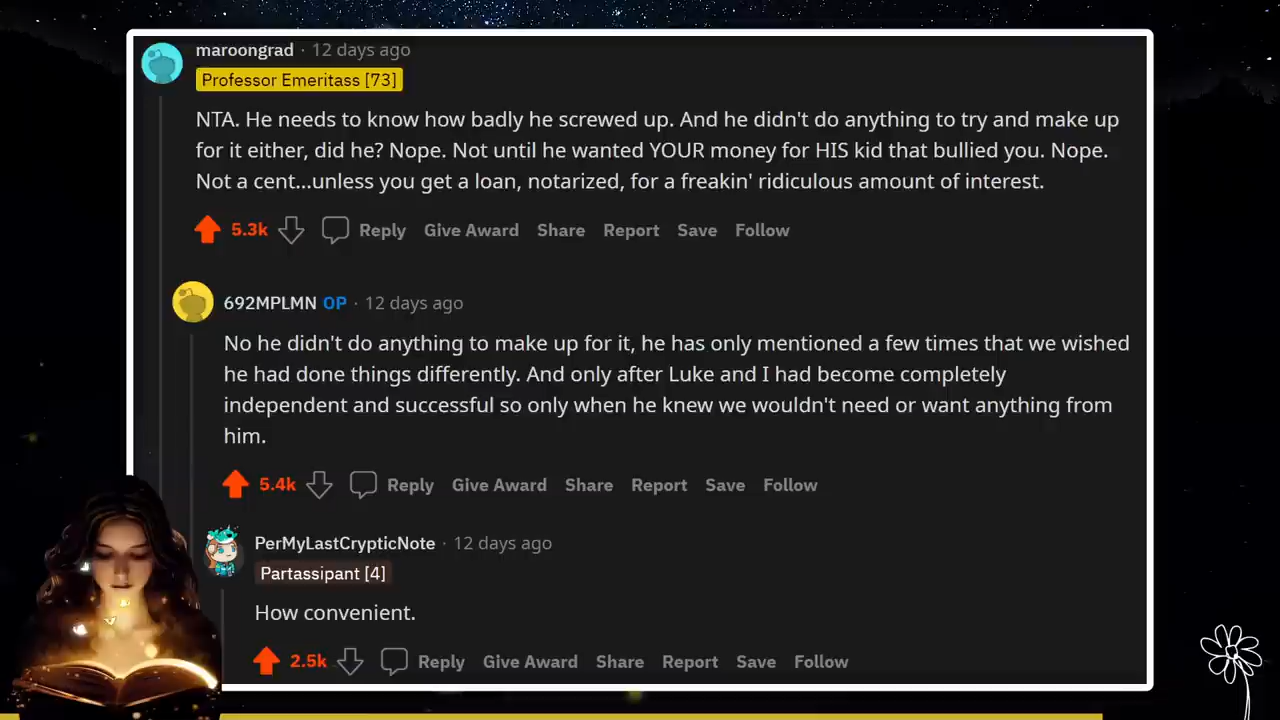 maroongrad · 12 days ago
Professor Emeritass [73]
NTA. He needs to know how badly he screwed up. And he didn't do anything to try and make up
for it either, did he? Nope. Not until he wanted YOUR money for HIS kid that bullied you. Nope.
Not a cent...unless you get a loan, notarized, for a freakin' ridiculous amount of interest.
5.3k Reply Give Award Share Report Save Follow
692MPLMN OP · 12 days ago
No he didn't do anything to make up for it, he has only mentioned a few times that we wished
he had done things differently. And only after Luke and I had become completely
independent and successful so only when he knew we wouldn't need or want anything from
him.
5.4k Reply Give Award Share Report Save Follow
PerMyLastCrypticNote · 12 days ago
Partassipant [4]
How convenient.
2.5k Reply Give Award Share Report Save Follow